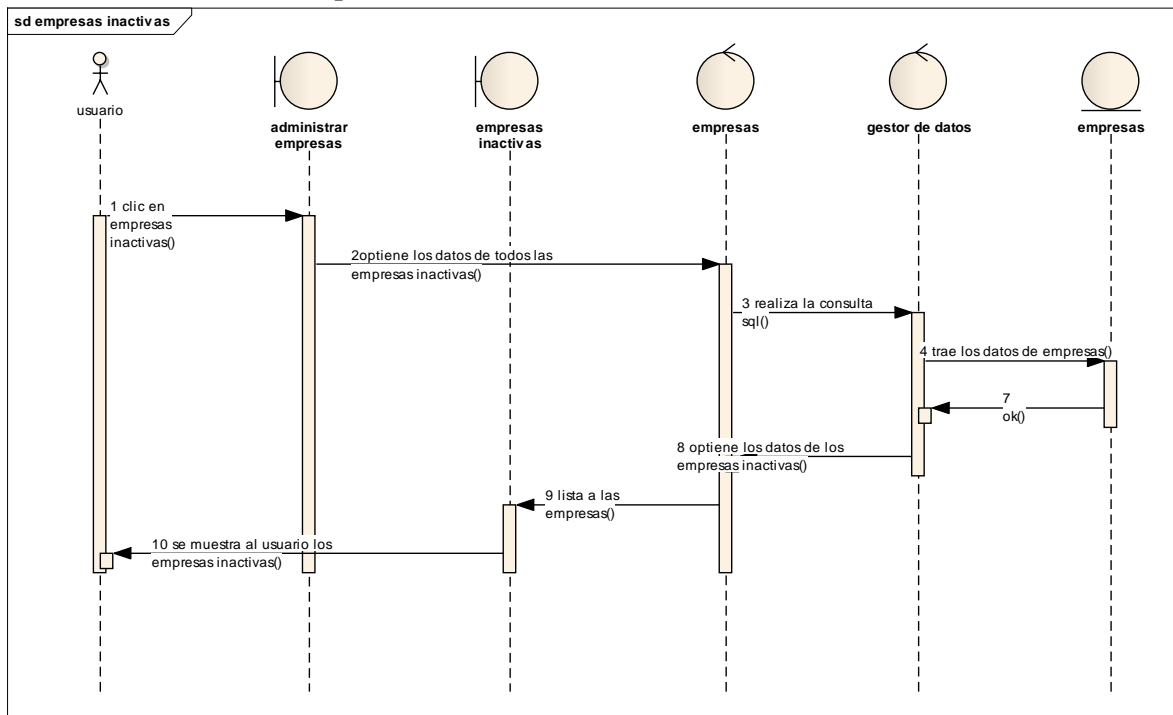 sd empresas inactivas
usuario
administrar
empresas
empresas
inactivas
empresas
gestor de datos
empresas
1 clic en
empresas
inactivas()
2optiene los datos de todos las
empresas inactivas()
3 realiza la consulta
sql()
4 trae los datos de empresas()
7
ok()
8 optiene los datos de los
empresas inactivas()
9 lista a las
empresas()
10 se muestra al usuario los
empresas inactivas()